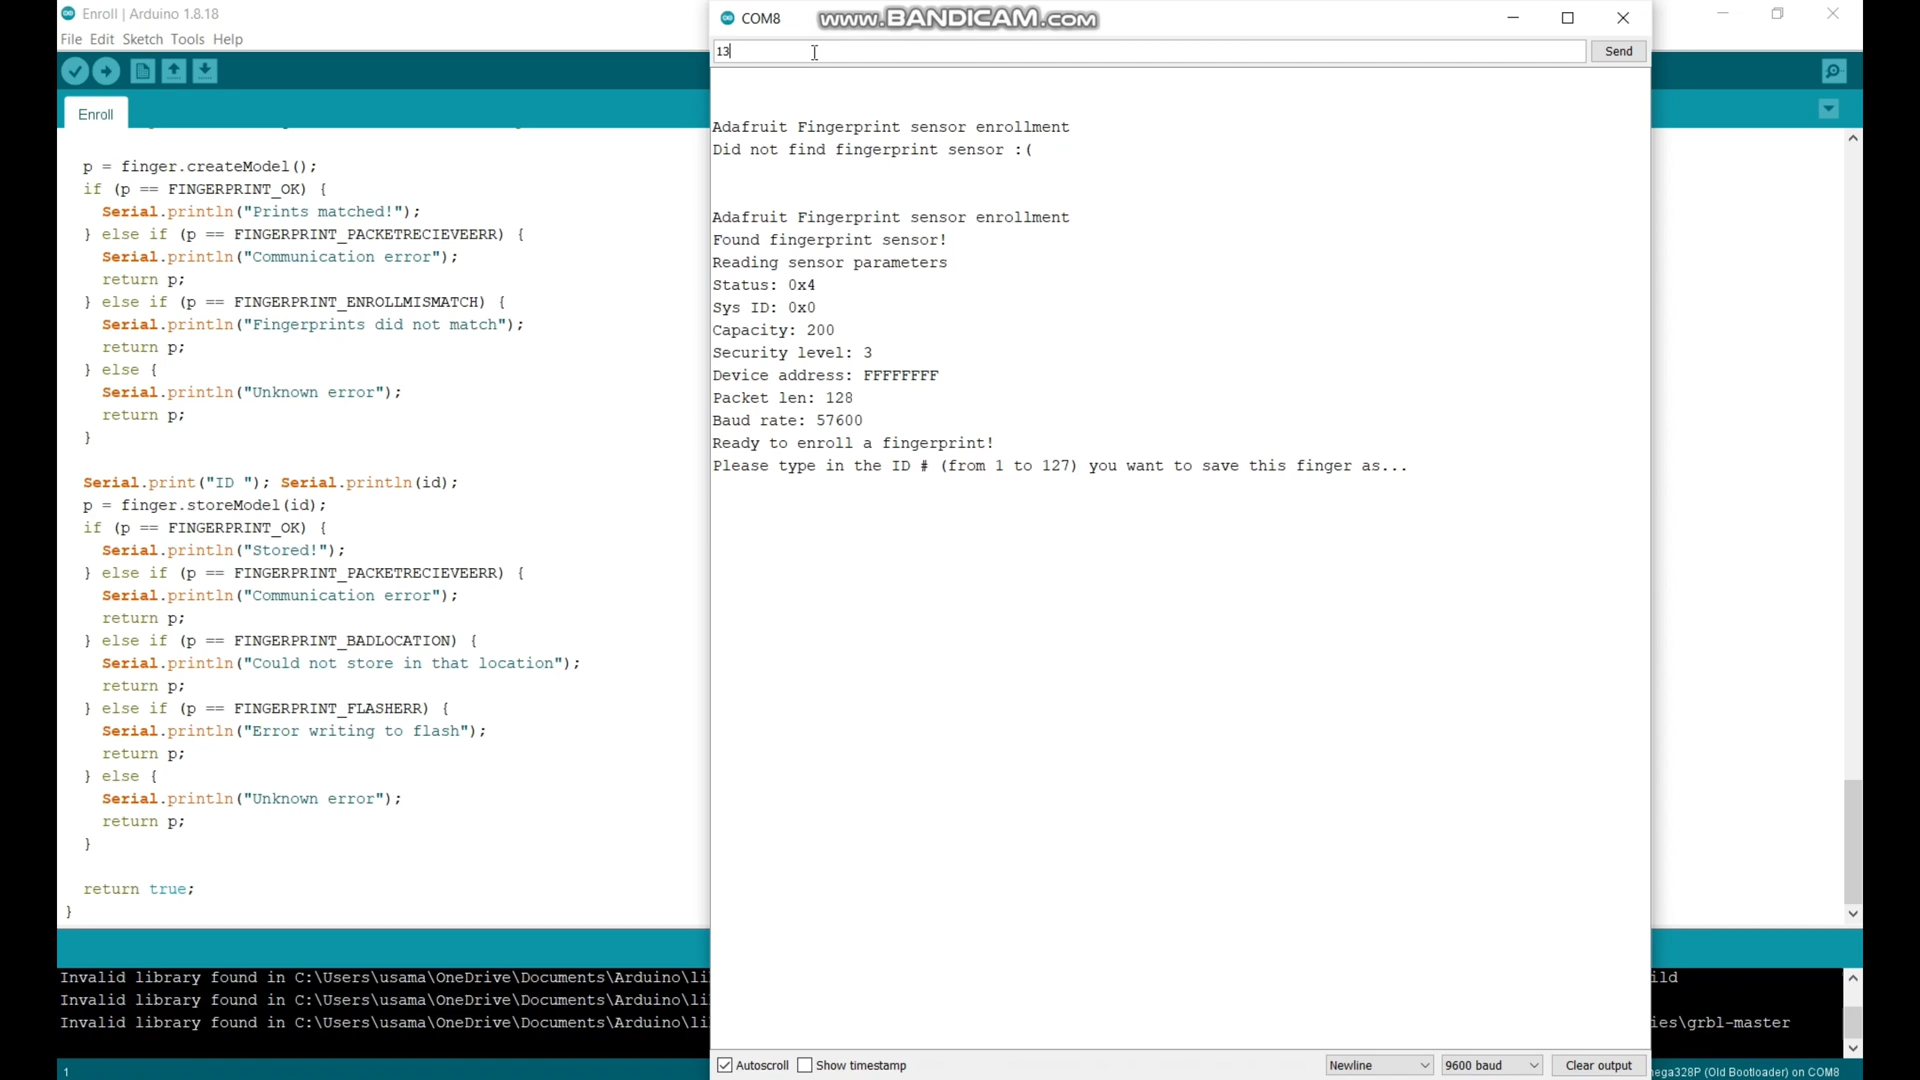 Enroll | Arduino 1.8.18
File Edit Sketch Tools Help
Enroll
p = finger.createModel();
if (p == FINGERPRINT_OK) {
Serial.println("Prints matched!");
} else if (p == FINGERPRINT_PACKETRECIEVEERR) {
Serial.println("Communication error");
return p;
} else if (p == FINGERPRINT_ENROLLMISMATCH) {
Serial.println("Fingerprints did not match");
return p;
} else {
Serial.println("Unknown error");
return p;
}
Serial.print("ID "); Serial.println(id);
p = finger.storeModel(id);
if (p == FINGERPRINT_OK) {
Serial.println("Stored!");
} else if (p == FINGERPRINT_PACKETRECIEVEERR) {
Serial.println("Communication error");
return p;
} else if (p == FINGERPRINT_BADLOCATION) {
Serial.println("Could not store in that location");
return p;
} else if (p == FINGERPRINT_FLASHERR) {
Serial.println("Error writing to flash");
return p;
} else {
Serial.println("Unknown error");
return p;
}
return true;
}
Invalid library found in C:\Users\usama\OneDrive\Documents\Arduino\li
ild
Invalid library found in C:\Users\usama\OneDrive\Documents\Arduino\li
Invalid library found in C:\Users\usama\OneDrive\Documents\Arduino\li
ies\grbl-master
1
ega328P (Old Bootloader) on COM8
COM8
www.BANDICAM.com
13
Send
Adafruit Fingerprint sensor enrollment
Did not find fingerprint sensor :(
Adafruit Fingerprint sensor enrollment
Found fingerprint sensor!
Reading sensor parameters
Status: 0x4
Sys ID: 0x0
Capacity: 200
Security level: 3
Device address: FFFFFFFF
Packet len: 128
Baud rate: 57600
Ready to enroll a fingerprint!
Please type in the ID # (from 1 to 127) you want to save this finger as...
Autoscroll Show timestamp
Newline
9600 baud
Clear output